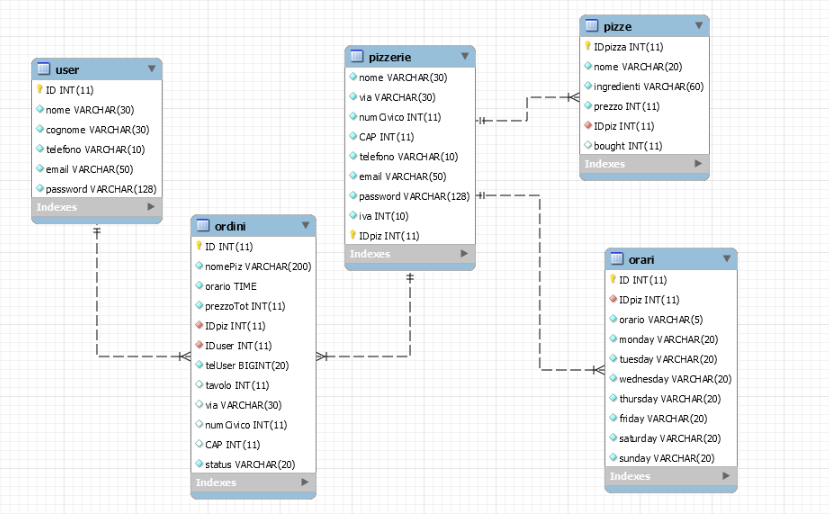 user
ID INT(11)
nome VARCHAR(30)
cognome VARCHAR(30)
telefono VARCHAR(10)
email VARCHAR(50)
password VARCHAR(128)
Indexes
ordini
ID INT(11)
nomePiz VARCHAR(200)
orario TIME
prezzoTot INT(11)
IDpiz INT(11)
IDuser INT(11)
telUser BIGINT(20)
tavolo INT(11)
via VARCHAR(30)
numCivico INT(11)
CAP INT(11)
status VARCHAR(20)
Indexes
pizzerie
nome VARCHAR(30)
via VARCHAR(30)
numCivico INT(11)
CAP INT(11)
telefono VARCHAR(10)
email VARCHAR(50)
password VARCHAR(128)
iva INT(10)
IDpiz INT(11)
Indexes
pizze
IDpizza INT(11)
nome VARCHAR(20)
ingredienti VARCHAR(60)
prezzo INT(11)
IDpiz INT(11)
bought INT(11)
Indexes
orari
ID INT(11)
IDpiz INT(11)
orario VARCHAR(5)
monday VARCHAR(20)
tuesday VARCHAR(20)
wednesday VARCHAR(20)
thursday VARCHAR(20)
friday VARCHAR(20)
saturday VARCHAR(20)
sunday VARCHAR(20)
Indexes